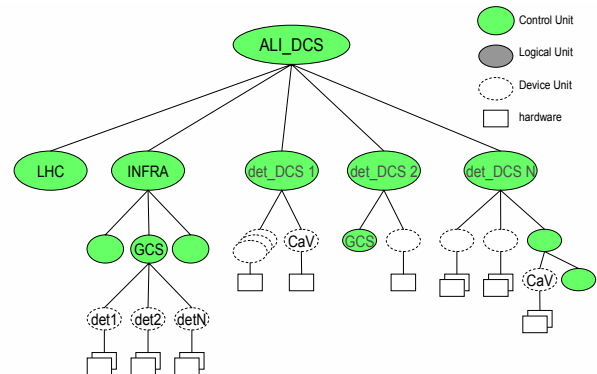 Control Unit
ALI_DCS
Logical Unit
Device Unit
hardware
LHC
INFRA
det_DCS 1
det_DCS 2
det_DCS N
GCS
CaV
GCS
CaV
det1
det2
detN